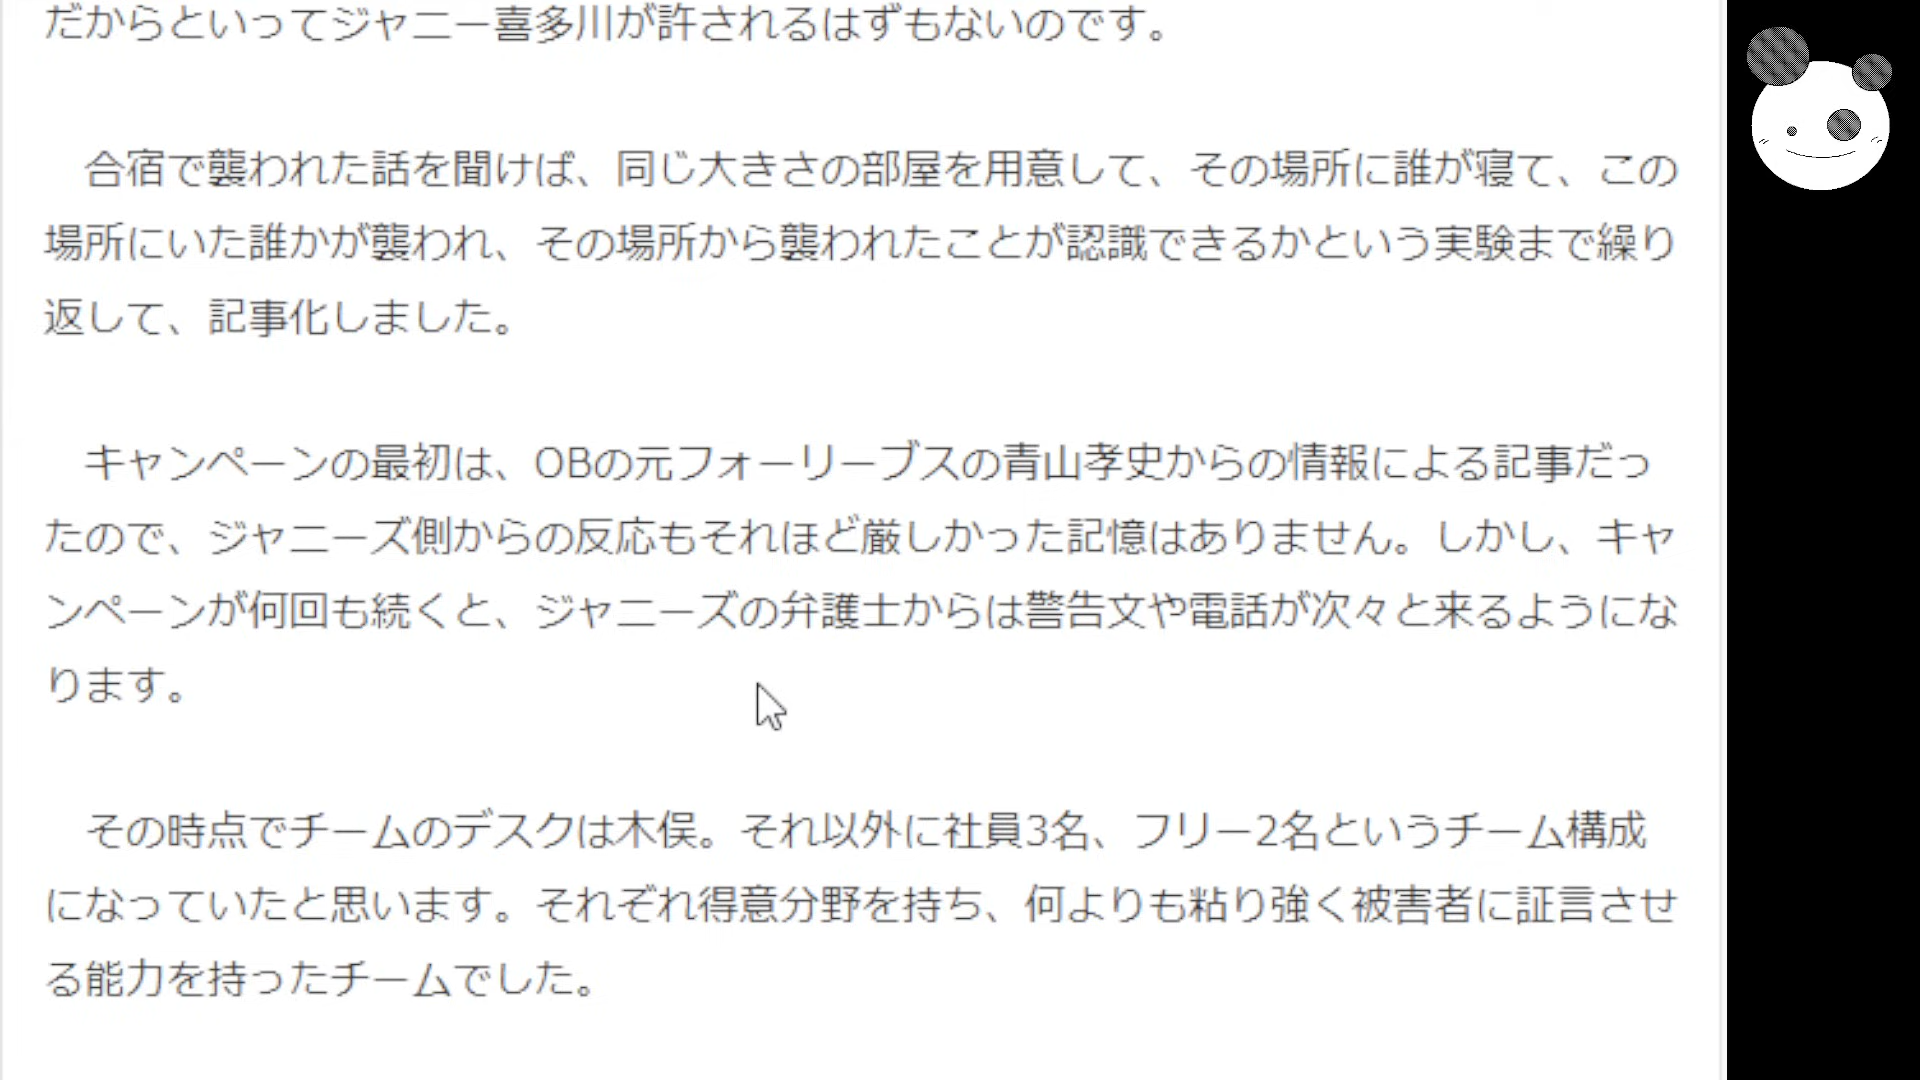 だからといってジャニー喜多川が許されるはずもないのです。
合宿で襲われた話を聞けば、同じ大きさの部屋を用意して、その場所に誰が寝て、この
場所にいた誰かが襲われ、その場所から襲われたことが認識できるかという実験まで繰り
返して、記事化しました。
キャンペーンの最初は、OBの元フォーリーブスの青山孝史からの情報による記事だっ
たので、ジャニーズ側からの反応もそれほど厳しかった記憶はありません。しかし、キャ
ンペーンが何回も続くと、ジャニーズの弁護士からは警告文や電話が次々と来るようにな
ります。
その時点でチームのデスクは木俣。それ以外に社員3名、フリー2名というチーム構成
になっていたと思います。それぞれ得意分野を持ち、何よりも粘り強く被害者に証言させ
る能力を持ったチームでした。